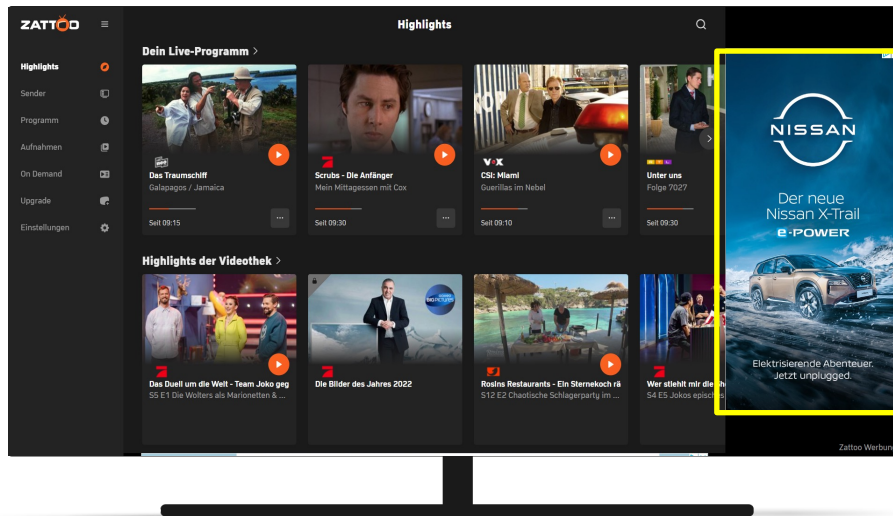 ZATTOO
Highlights
Highlights
Sender
Programm
Aufnahmen
On Demand
Upgrade
Einstellungen
Dein Live-Programm >
Das Traumschiff
Galapagos / Jamaica
Seit 09:15
Scrubs - Die Anfänger
Mein Mittagessen mit Cox
Seit 09:30
VOX
CSI: Miami
Guerillas im Nebel
Seit 09:10
RTL
Unter uns
Folge 7027
Seit 09:30
Highlights der Videothek >
Das Duell um die Welt - Team Joko geg
S5 E1 Die Wolters als Marionetten & ...
BIG PICTURES
Die Bilder des Jahres 2022
Rosins Restaurants - Ein Sternekoch rä
S12 E2 Chaotische Schlagerparty im ...
Wer stiehlt mir die Sh
S4 E5 Jokos episches
NISSAN
Der neue
Nissan X-Trail
e-POWER
Elektrisierende Abenteuer.
Jetzt unplugged.
Zattoo Werbung